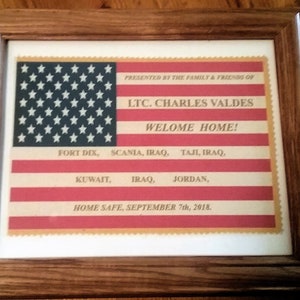 PRESENTED BY THE FAMILY & FRIENDS OF
LTC. CHARLES VALDES
WELOME HOME!
FORT DIX, SCANIA, IRAQ, TAJI, IRAQ,
KUWAIT, IRAQ, JORDAN,
HOME SAFE, SEPTEMBER 7th, 2018.